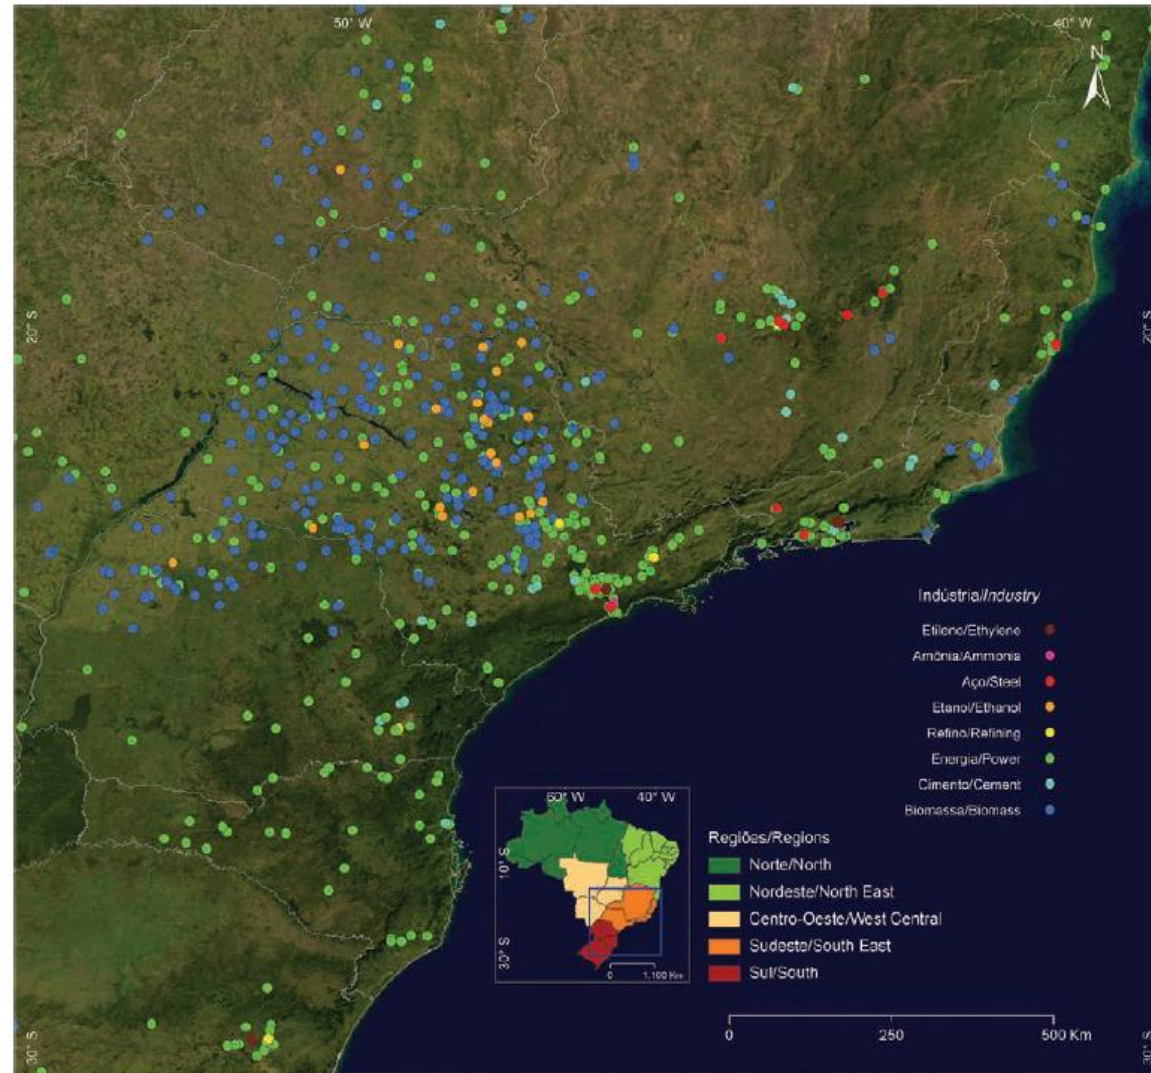 50° W
40° W
N
20° S
20° S
Indústria/Industry
Etileno/Ethylene
Amônia/Ammonia
Aço/Steel
Etanol/Ethanol
Refino/Refining
Energia/Power
Cimento/Cement
Biomassa/Biomass
60° W
40° W
10° S
30° S
0
1.100 Km
Regiões/Regions
Norte/North
Nordeste/North East
Centro-Oeste/West Central
Sudeste/South East
Sul/South
0
250
500 Km
30° S
30° S